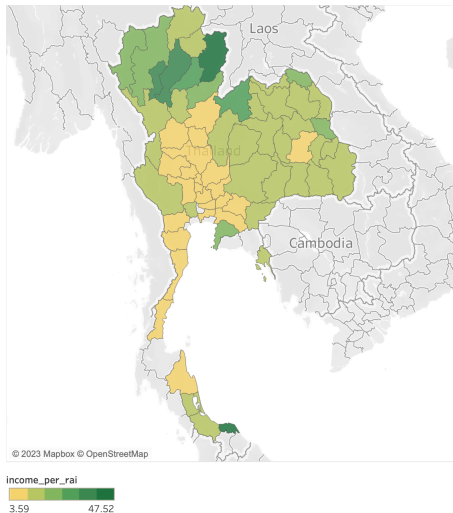 Laos
Thailand
Cambodia
© 2023 Mapbox © OpenStreetMap
income_per_rai
3.59 47.52